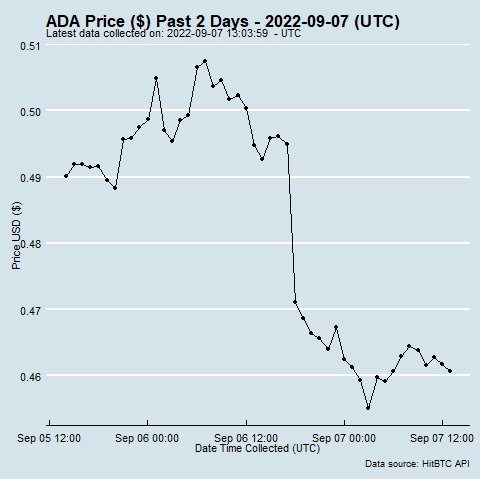 ADA Price ($) Past 2 Days - 2022-09-07 (UTC)
Latest data collected on: 2022-09-07 13:03:59 - UTC
0.51
0.50
0.49
0.48
0.47
0.46
Price USD ($)
Sep 05 12:00 Sep 06 00:00 Sep 06 12:00 Sep 07 00:00 Sep 07 12:00
Date Time Collected (UTC)
Data source: HitBTC API